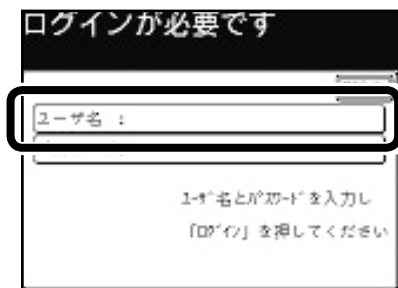 ログインが必要です
ユーザ名 :
ﾕｰｻﾞ名とﾊﾟｽﾜｰﾄﾞを入力し
「ﾛｸﾞｲﾝ」を押してください